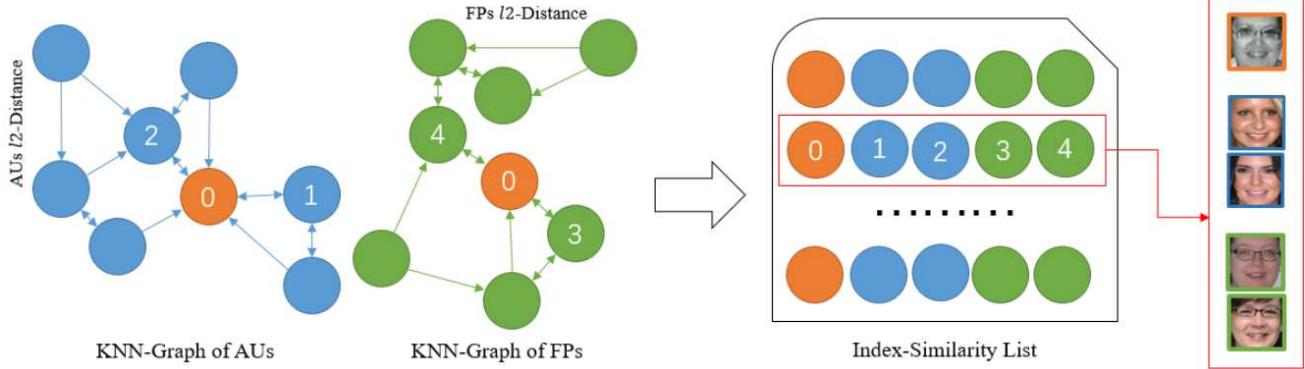 AUs l2-Distance
2
0
1
KNN-Graph of AUs
FPs l2-Distance
4
0
3
KNN-Graph of FPs
0 1 2 3 4
.........
Index-Similarity List